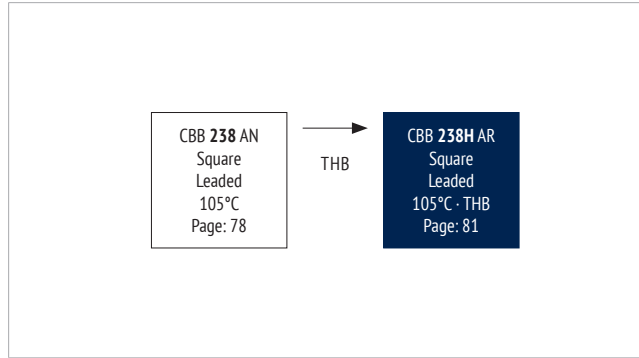 CBB 238 AN
Square
Leaded
105°C
Page: 78
THB
CBB 238H AR
Square
Leaded
105°C · THB
Page: 81